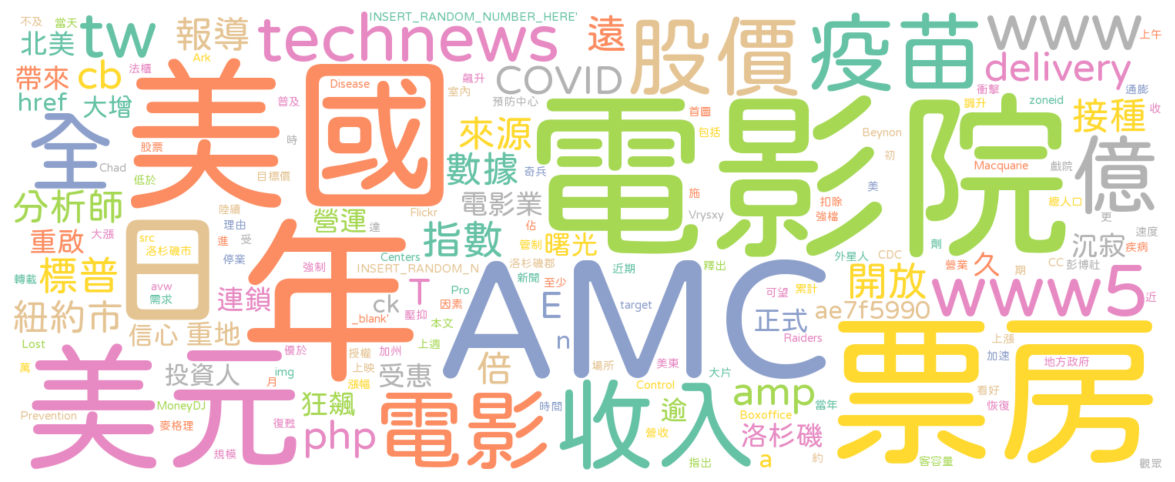 不及 當天 Ark 法櫃 飆升 INSERT_RANDOM_NUMBER_HERE'
北美 tw 報導 technews 遠 股價 疫苗 www 上午
帶來 cb Disease 室內 COVID delivery 衝擊 通膨
href 大增 美國 普及 預防中心 首圖 飆升 zoneid 收
全 Chad 股票 時 來源 電影院 包括 Beynon 接種
低於 目標價 數據 奇兵 初 Macquarie 戲院 億
分析師 陸續 Flickr 電影業 施 美 扣除 總人口
大漲 理由 營運 達 Vrysxy 佔 強檔 更
重啟 日 src 進 受 指數 管制 曙光 劑 沉寂 速度 疾病
洛杉磯市 停業 Centers 洛杉磯郡 釋出 外星人 CDC 營業 久 CC 彭博社
轉載 標普 avw 需求 連鎖 強制 年 INSERT_RANDOM_N 近期 新聞 至少 累計 開放 期 www5 近
紐約市 信心 重地 ck T Pro 因素 E AMC target 可望 ae7f5990
_blank' 壓抑 本文 n 正式 Raiders 上漲
Lost 優於 授權 加州 上週 美東 票房 加速 地方政府
萬 美元 投資人 img 上映 受惠 倍 場所 大片 看好
月 漲幅 Control amp 當年 恢復
Prevention MoneyDJ 復甦 狂飆 電影 時間 收入 逾 Boxoffice
麥格理 php 營收 洛杉磯
規模 指出 a 約 客容量 觀眾